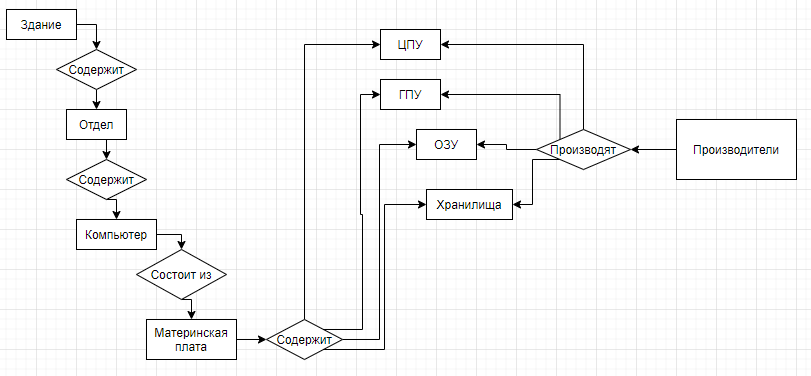 Здание
Содержит
Отдел
Содержит
Компьютер
Состоит из
Материнская
плата
Содержит
ЦПУ
ГПУ
ОЗУ
Хранилища
Производят
Производители